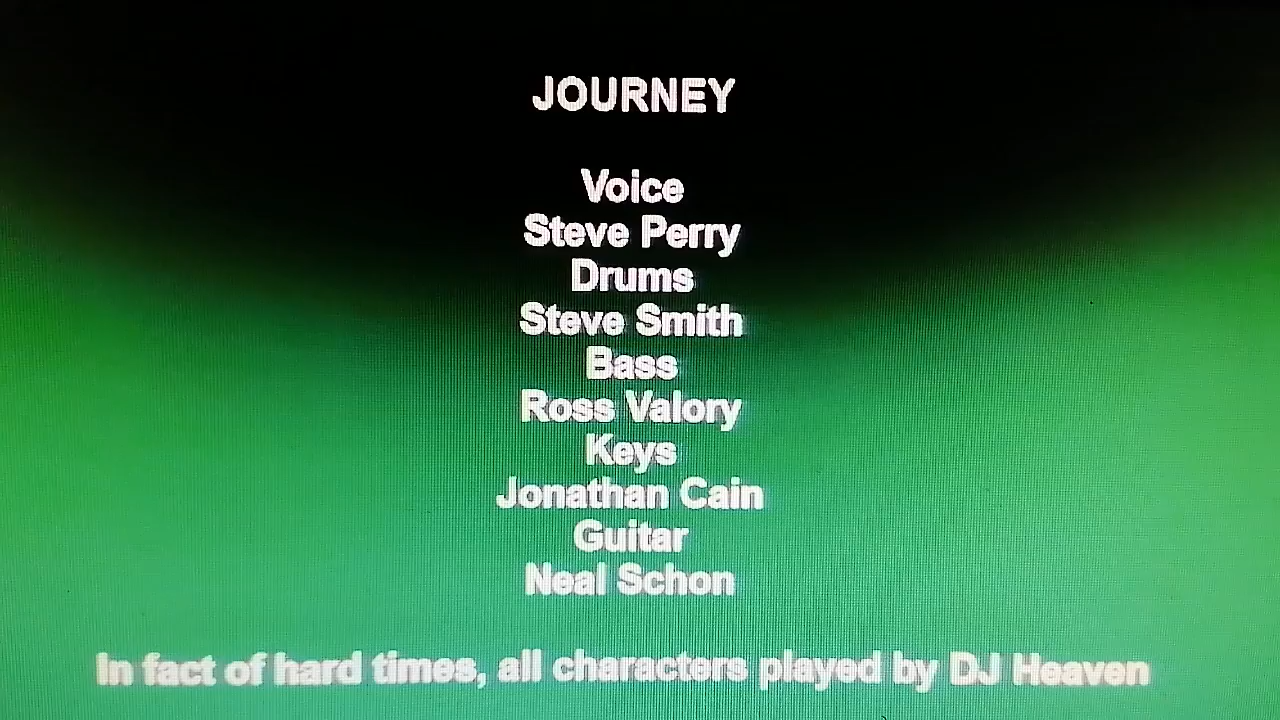 JOURNEY
Voice
Steve Perry
Drums
Steve Smith
Bass
Ross Valory
Keys
Jonathan Cain
Guitar
Neal Schon
In fact of hard times, all characters played by DJ Heaven